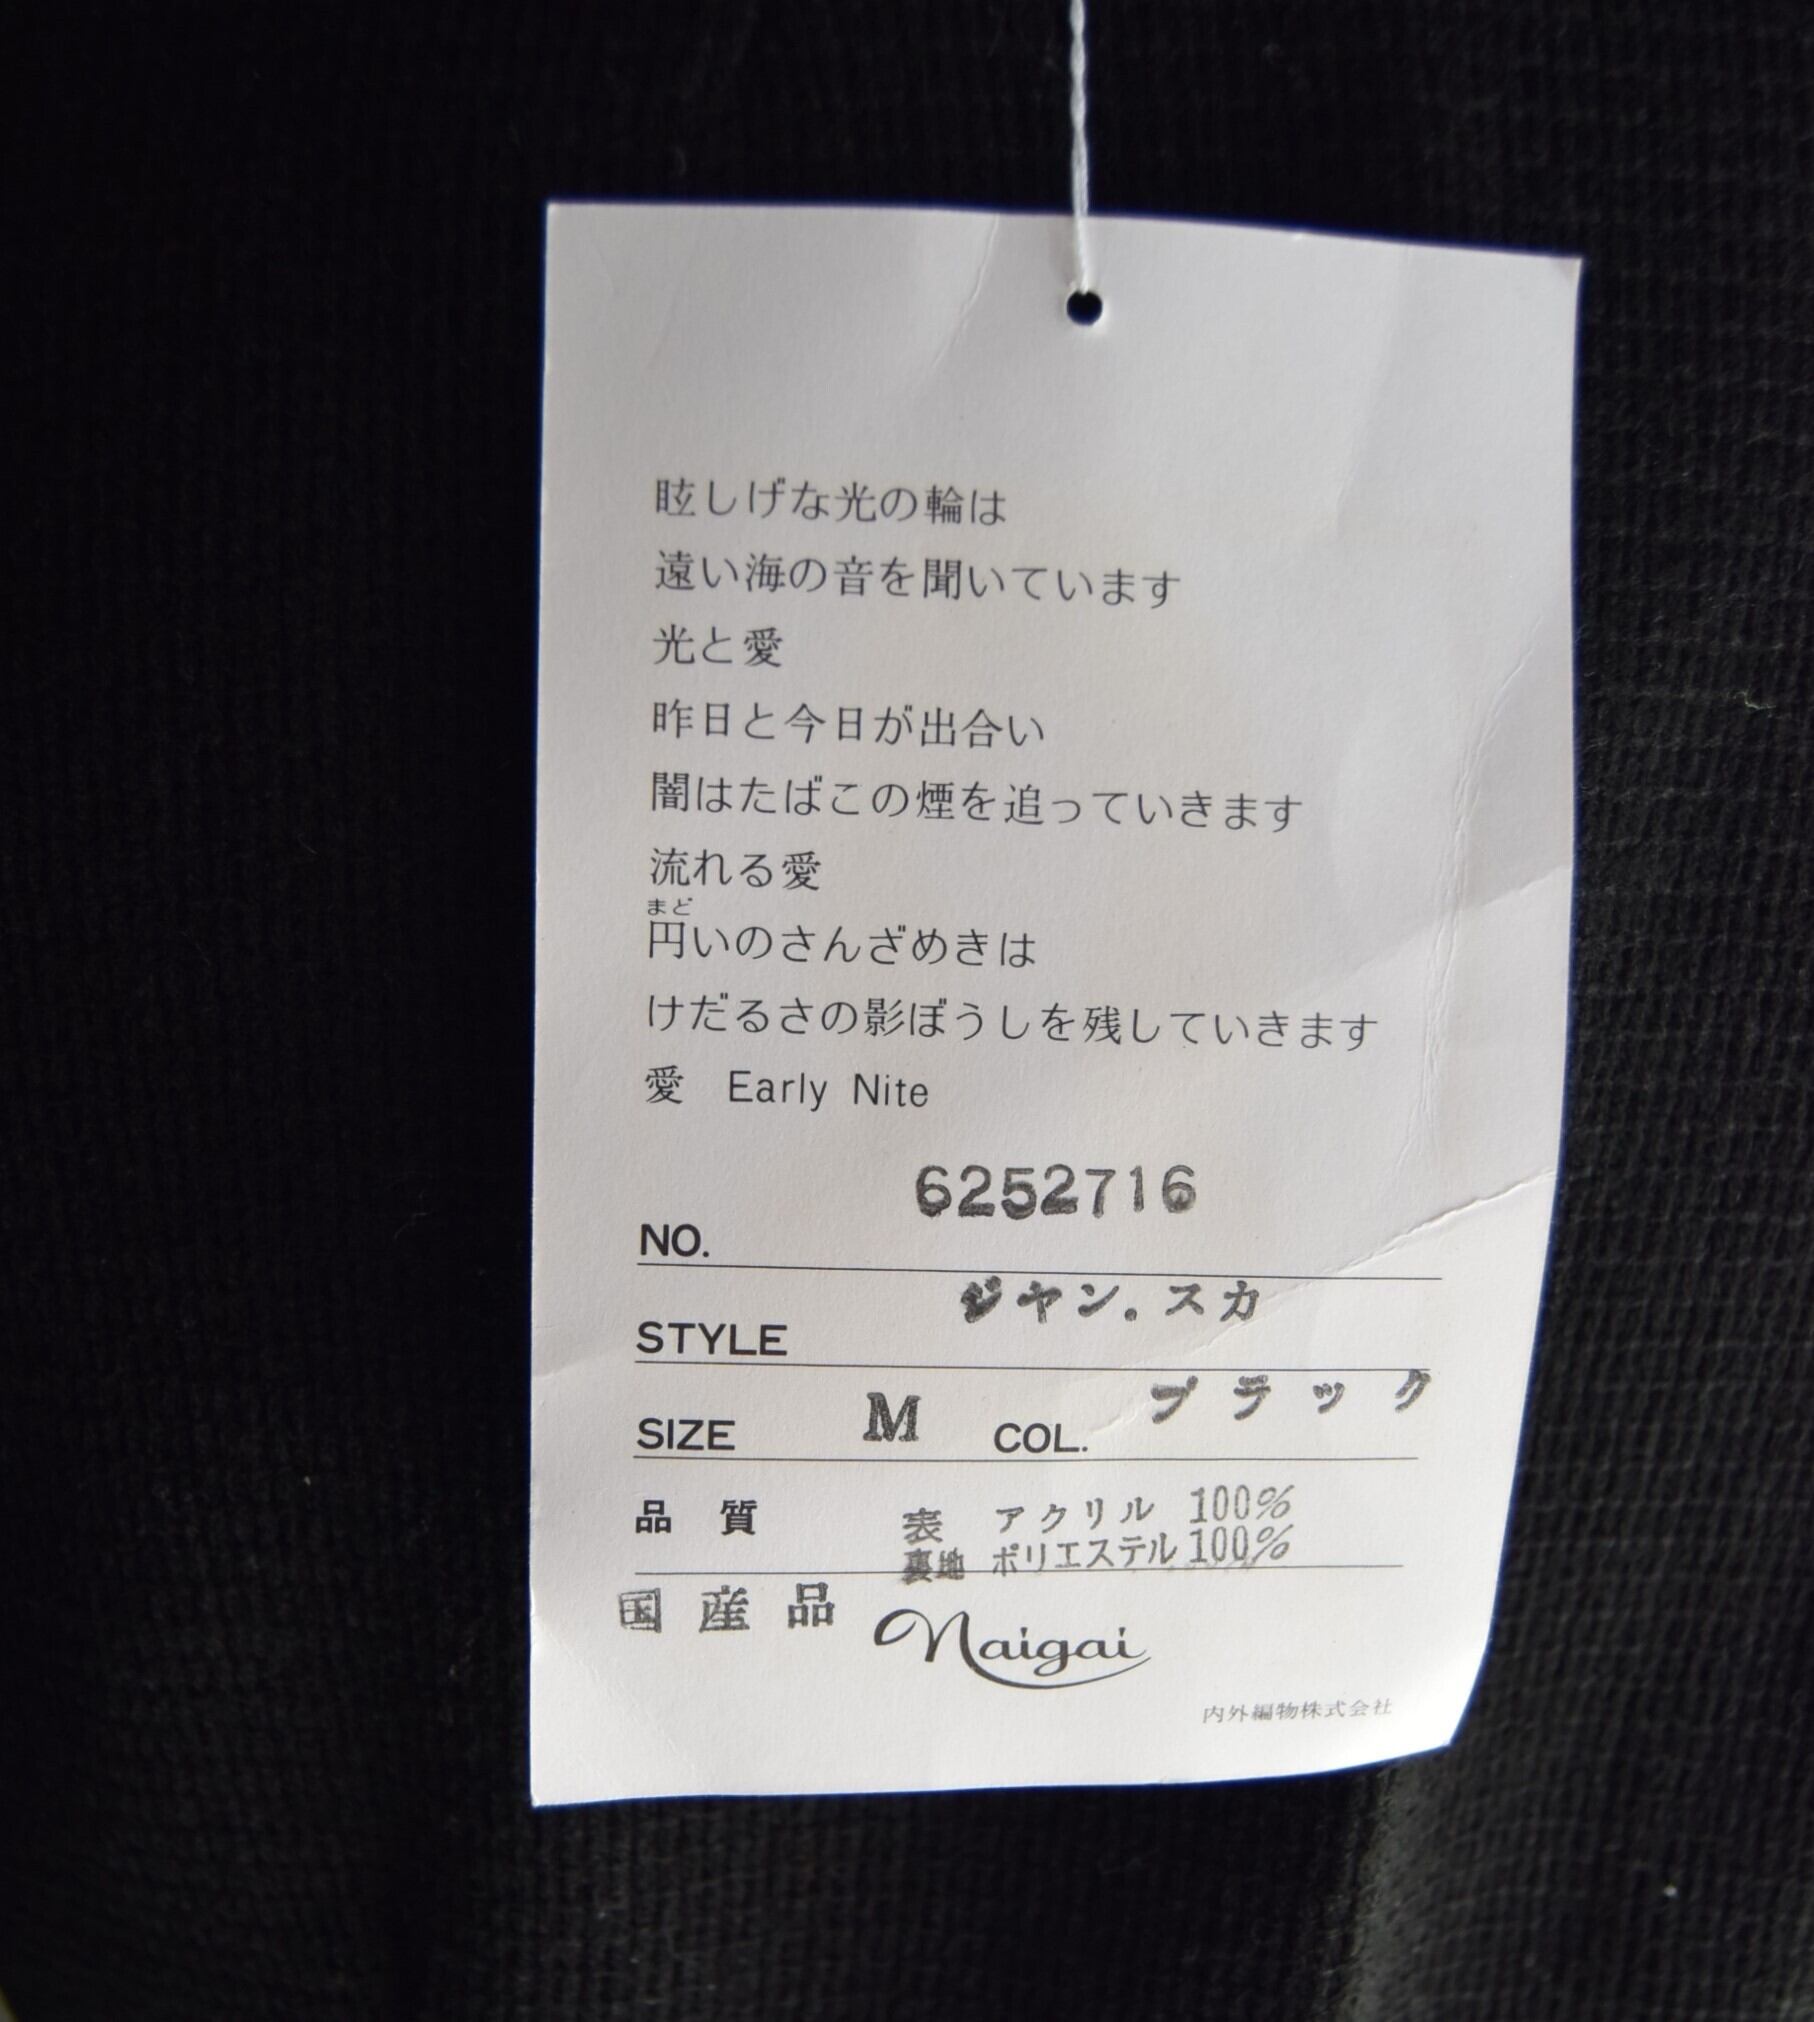 眩しげな光の輪は
遠い海の音を聞いています
光と愛
昨日と今日が出合い
闇はたばこの煙を追っていきます
流れる愛
まど
円いのさんざめきは
けだるさの影ぼうしを残していきます
愛 Early Nite
6252716
NO.
ジヤン.スカ
STYLE
SIZE M COL. ブラック
品質 表 アクリル 100%
裏地 ポリエステル 100%
国産品 Naigai
内外編物株式会社